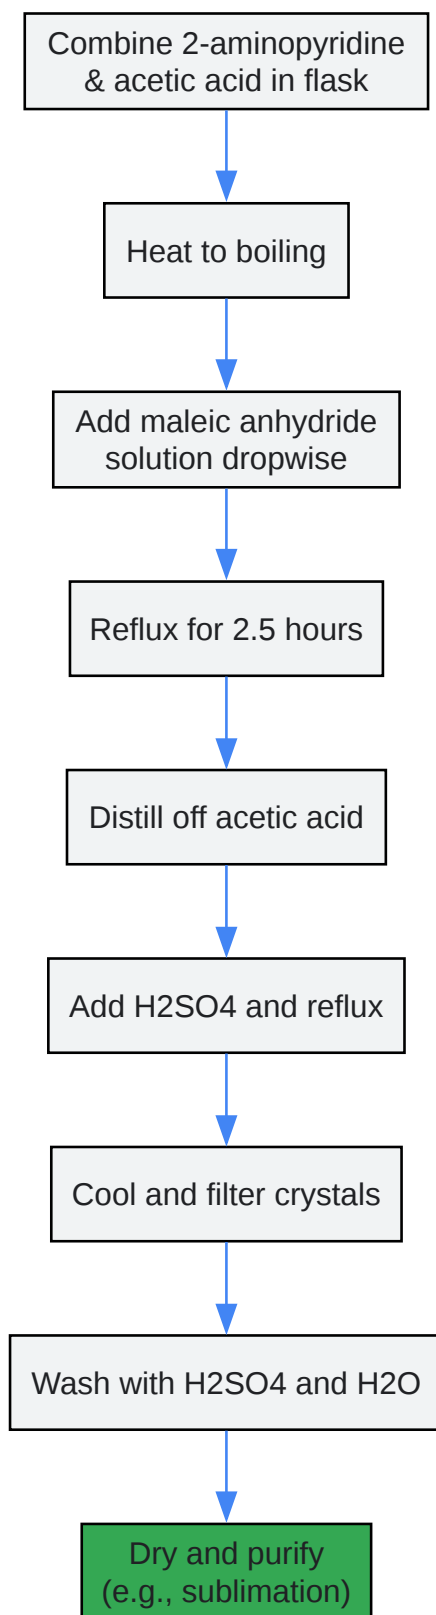 Combine 2-aminopyridine
& acetic acid in flask
Heat to boiling
Add maleic anhydride
solution dropwise
Reflux for 2.5 hours
Distill off acetic acid
Add H2SO4 and reflux
Cool and filter crystals
Wash with H2SO4 and H2O
Dry and purify
(e.g., sublimation)